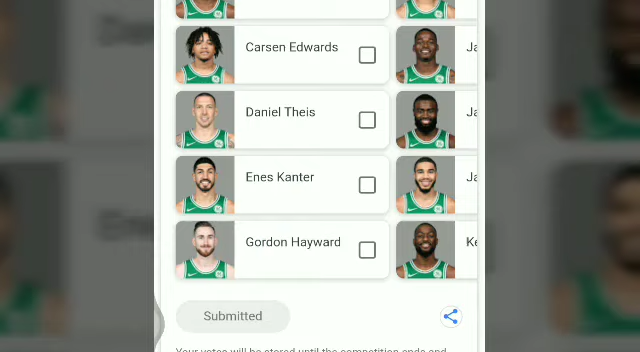 Carsen Edwards
Ja
Daniel Theis
Ja
Enes Kanter
Ja
Gordon Hayward
Ke
Submitted
Your votes will be stored until the competition ends and